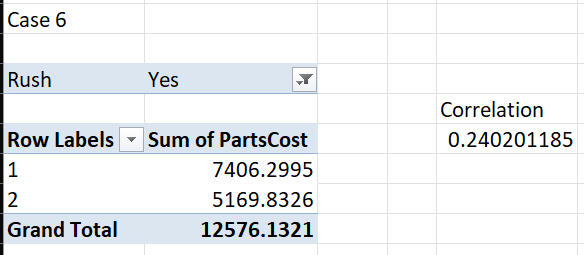 Case 6
Rush Yes
Correlation
Row Labels Sum of PartsCost 0.240201185
1 7406.2995
2 5169.8326
Grand Total 12576.1321